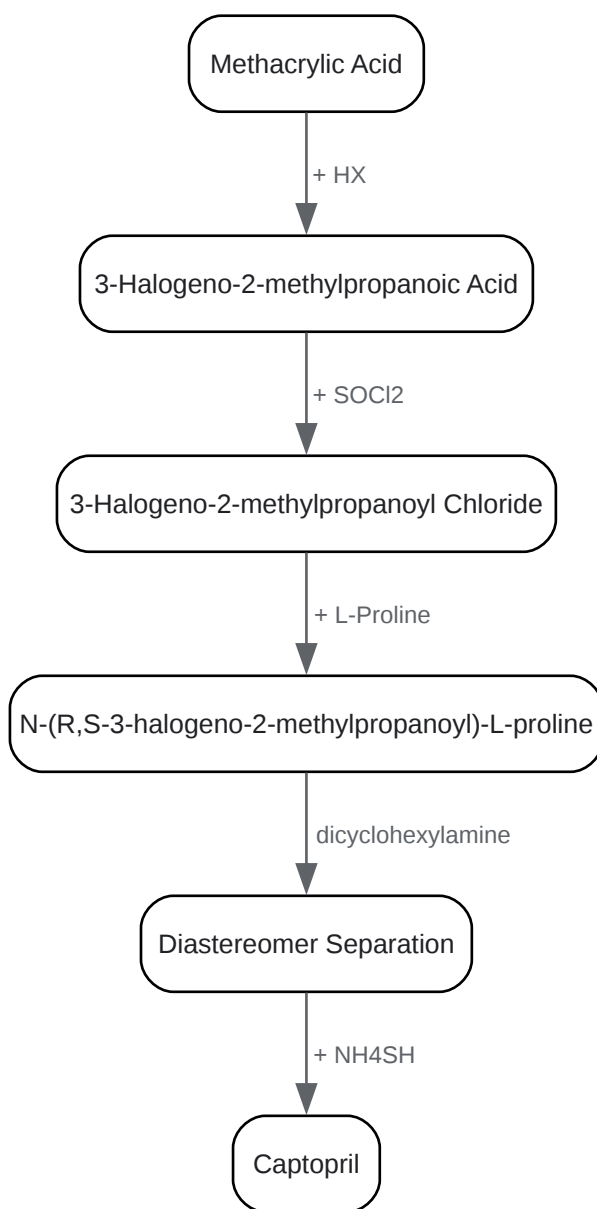 Methacrylic Acid
+ HX
3-Halogeno-2-methylpropanoic Acid
+ SOCl2
3-Halogeno-2-methylpropanoyl Chloride
+ L-Proline
N-(R,S-3-halogeno-2-methylpropanoyl)-L-proline
dicyclohexylamine
Diastereomer Separation
+ NH4SH
Captopril